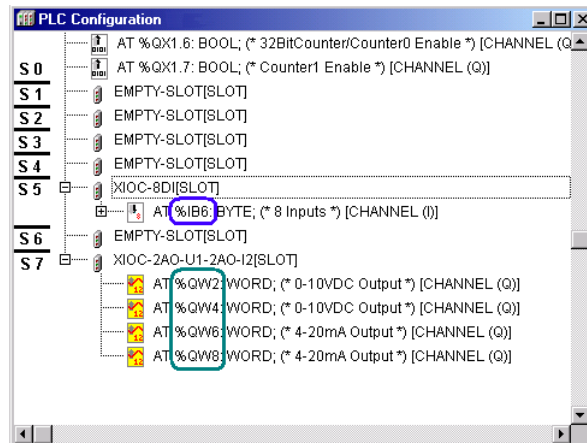 PLC Configuration
AT %QX1.6: BOOL; (* 32BitCounter/Counter0 Enable *) [CHANNEL (Q
S 0 AT %QX1.7: BOOL; (* Counter1 Enable *) [CHANNEL (Q)]
S 1 EMPTY-SLOT[SLOT]
S 2 EMPTY-SLOT[SLOT]
S 3 EMPTY-SLOT[SLOT]
S 4 EMPTY-SLOT[SLOT]
S 5 XIOC-8DI[SLOT]
AT %IB6: BYTE; (* 8 Inputs *) [CHANNEL (I)]
S 6 EMPTY-SLOT[SLOT]
S 7 XIOC-2AO-U1-2AO-I2[SLOT]
AT %QW2: WORD; (* 0-10VDC Output *) [CHANNEL (Q)]
AT %QW4: WORD; (* 0-10VDC Output *) [CHANNEL (Q)]
AT %QW6: WORD; (* 4-20mA Output *) [CHANNEL (Q)]
AT %QW8: WORD; (* 4-20mA Output *) [CHANNEL (Q)]